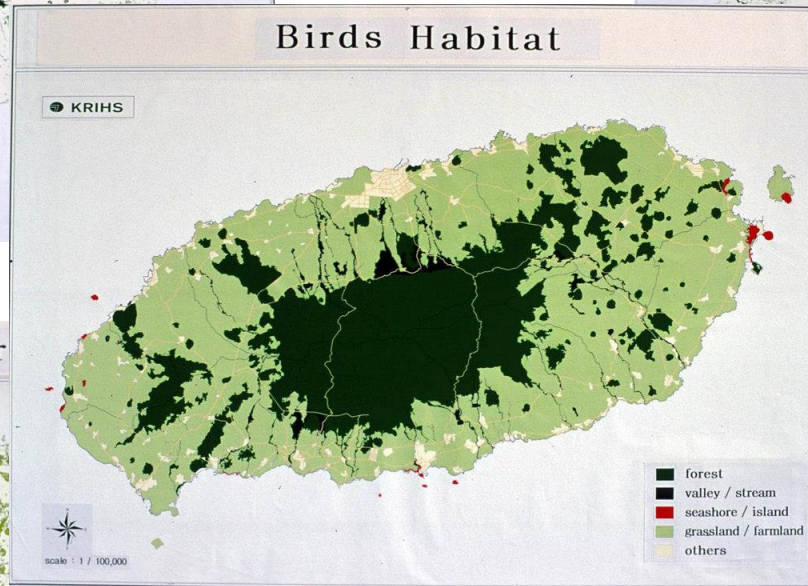 Birds Habitat
KRIHS
forest
valley / stream
seashore / island
grassland / farmland
others
scale : 1 / 100,000